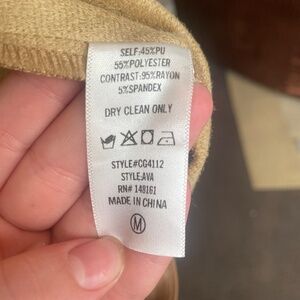 SELF:45%PU
55%POLYESTER
CONTRAST:95%RAYON
5%SPANDEX
DRY CLEAN ONLY
STYLE#CG4112
STYLE:AVA
RN# 148161
MADE IN CHINA
M